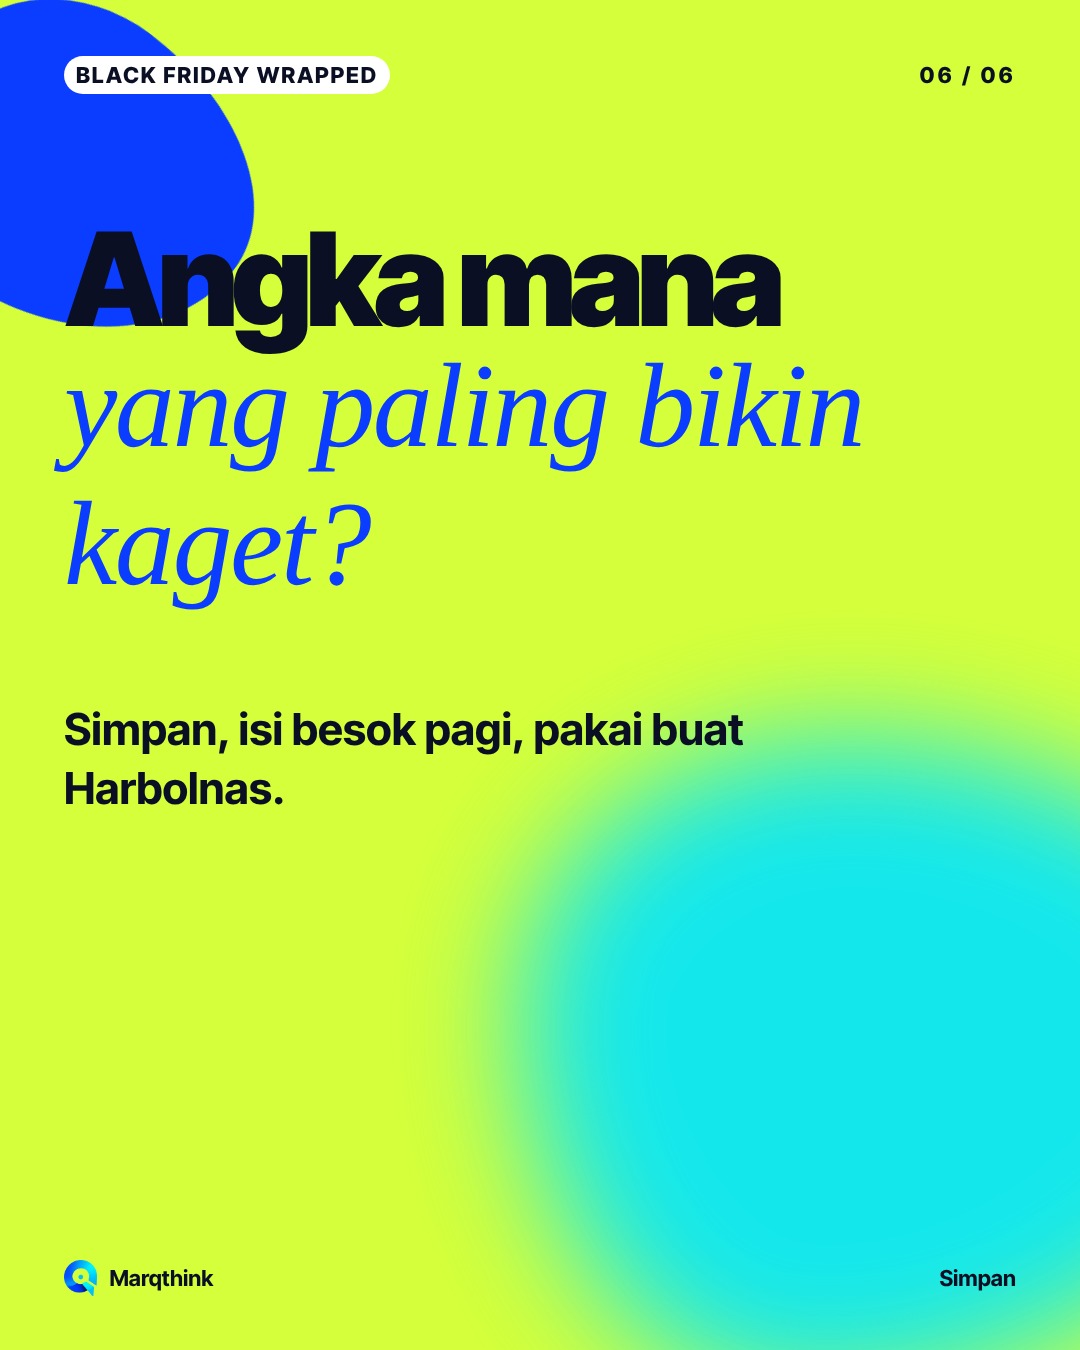 BLACK FRIDAY WRAPPED
06 / 06
Angka mana
yang paling bikin
kaget?
Simpan, isi besok pagi, pakai buat
Harbolnas.
Marqthink
Simpan